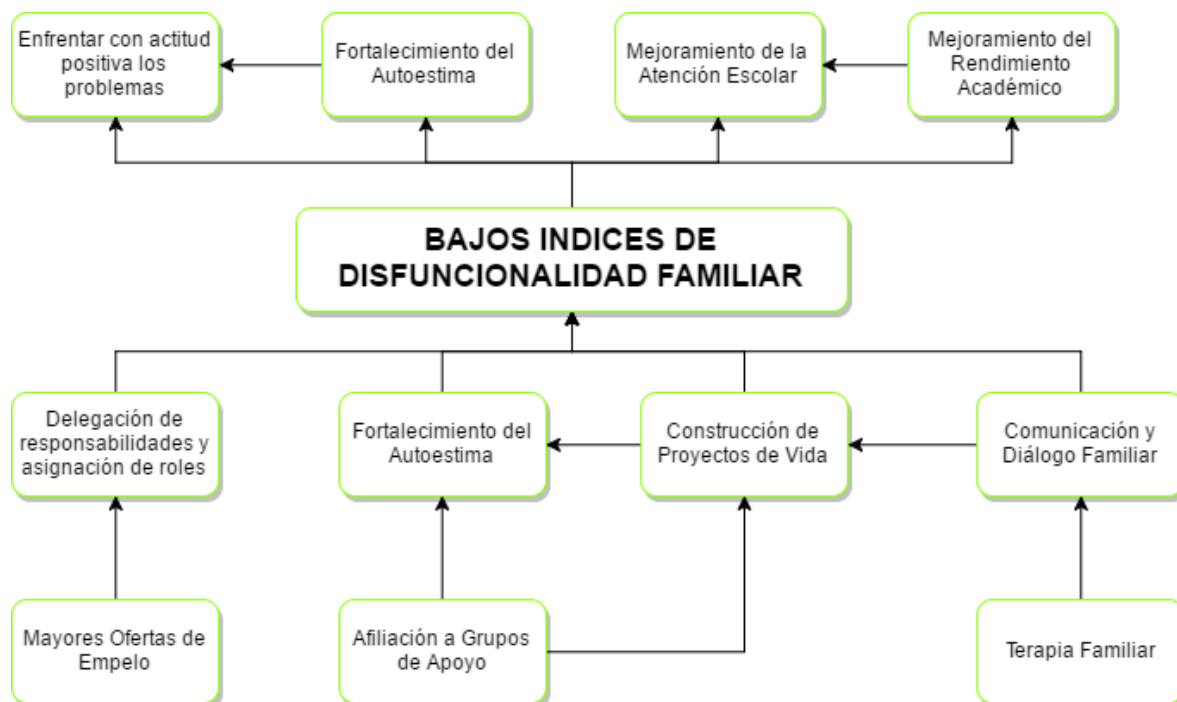 Enfrentar con actitud
positiva los
problemas
Fortalecimiento del
Autoestima
Mejoramiento de la
Atención Escolar
Mejoramiento del
Rendimiento
Académico
BAJOS INDICES DE
DISFUNCIONALIDAD FAMILIAR
Delegación de
responsabilidades y
asignación de roles
Fortalecimiento del
Autoestima
Construcción de
Proyectos de Vida
Comunicación y
Diálogo Familiar
Mayores Ofertas de
Empelo
Afiliación a Grupos
de Apoyo
Terapia Familiar